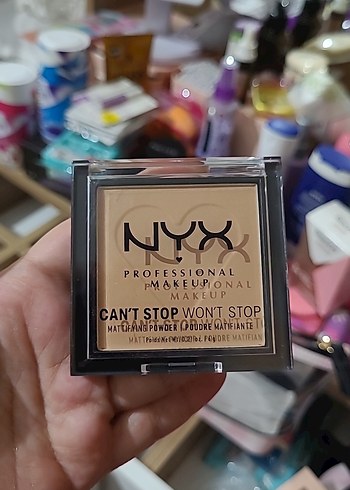 NYX
PROFESSIONAL
MAKEUP
CAN'T STOP WON'T STOP
MATTIFYING POWDER / POUDRE MATIFIANTE